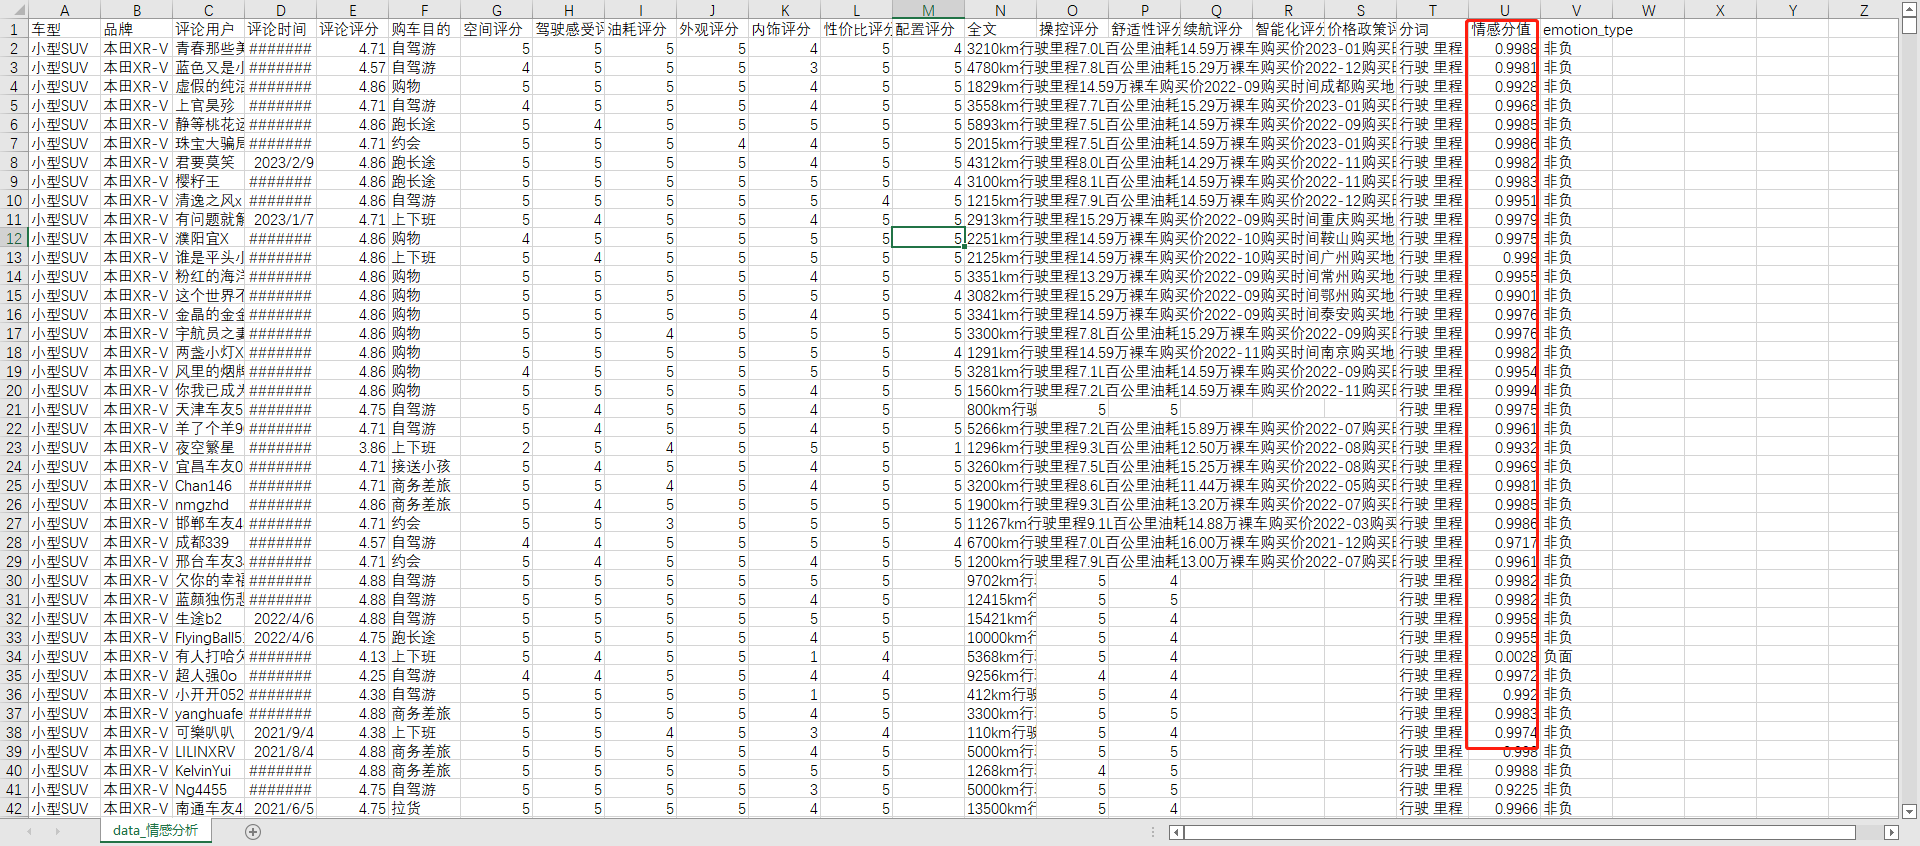 A B C D E F G H I J K L M N O P Q R S T U V W X Y Z
1 车型 品牌 评论用户 评论时间 评论评分 购车目的 空间评分 驾驶感受评 油耗评分 外观评分 内饰评分 性价比评分 配置评分 全文 操控评分 舒适性评分 续航评分 智能化评分 价格政策评 分词 情感分值 emotion_type
2 小型SUV 本田XR-V 青春那些美 ####### 4.71 自驾游 5 5 5 5 4 5 4 3210km行驶里程7.0L百公里油耗14.59万裸车购买价2023-01购买日 行驶 里程 0.9988 非负
3 小型SUV 本田XR-V 蓝色又是小 ####### 4.57 自驾游 4 5 5 5 3 5 5 4780km行驶里程7.8L百公里油耗15.29万裸车购买价2022-12购买日 行驶 里程 0.9981 非负
4 小型SUV 本田XR-V 虚假的纯洁 ####### 4.86 购物 5 5 5 5 4 5 5 1829km行驶里程14.59万裸车购买价2022-09购买时间成都购买地 行驶 里程 0.9928 非负
5 小型SUV 本田XR-V 上官昊殄 ####### 4.71 自驾游 4 5 5 5 4 5 5 3558km行驶里程7.7L百公里油耗15.29万裸车购买价2023-01购买日 行驶 里程 0.9968 非负
6 小型SUV 本田XR-V 静等桃花运 ####### 4.86 跑长途 5 4 5 5 5 5 5 5893km行驶里程7.5L百公里油耗14.59万裸车购买价2022-09购买日 行驶 里程 0.9985 非负
7 小型SUV 本田XR-V 珠宝大骗局 ####### 4.71 约会 5 5 5 4 4 5 5 2015km行驶里程7.5L百公里油耗14.59万裸车购买价2023-01购买日 行驶 里程 0.9986 非负
8 小型SUV 本田XR-V 君要莫笑 2023/2/9 4.86 跑长途 5 5 5 5 4 5 5 4312km行驶里程8.0L百公里油耗14.29万裸车购买价2022-11购买日 行驶 里程 0.9982 非负
9 小型SUV 本田XR-V 樱籽王 ####### 4.86 跑长途 5 5 5 5 5 5 4 3100km行驶里程8.1L百公里油耗14.59万裸车购买价2022-11购买日 行驶 里程 0.9983 非负
10 小型SUV 本田XR-V 清逸之风x ####### 4.86 自驾游 5 5 5 5 5 4 5 1215km行驶里程7.9L百公里油耗14.59万裸车购买价2022-12购买日 行驶 里程 0.9951 非负
11 小型SUV 本田XR-V 有问题就解 2023/1/7 4.71 上下班 5 4 5 5 4 5 5 2913km行驶里程15.29万裸车购买价2022-09购买时间重庆购买地 行驶 里程 0.9979 非负
12 小型SUV 本田XR-V 濮阳宜X ####### 4.86 购物 4 5 5 5 5 5 5 2251km行驶里程14.59万裸车购买价2022-10购买时间鞍山购买地 行驶 里程 0.9975 非负
13 小型SUV 本田XR-V 谁是平头小 ####### 4.86 上下班 5 4 5 5 5 5 5 2125km行驶里程14.59万裸车购买价2022-10购买时间广州购买地 行驶 里程 0.998 非负
14 小型SUV 本田XR-V 粉红的海洋 ####### 4.86 购物 5 5 5 5 4 5 5 3351km行驶里程13.29万裸车购买价2022-09购买时间常州购买地 行驶 里程 0.9955 非负
15 小型SUV 本田XR-V 这个世界不 ####### 4.86 购物 5 5 5 5 5 5 4 3082km行驶里程15.29万裸车购买价2022-09购买时间鄂州购买地 行驶 里程 0.9901 非负
16 小型SUV 本田XR-V 金晶的金金 ####### 4.86 购物 5 5 5 5 4 5 5 3341km行驶里程14.59万裸车购买价2022-09购买时间泰安购买地 行驶 里程 0.9976 非负
17 小型SUV 本田XR-V 宇航员之妻 ####### 4.86 购物 5 5 4 5 5 5 5 3300km行驶里程7.8L百公里油耗15.29万裸车购买价2022-09购买日 行驶 里程 0.9976 非负
18 小型SUV 本田XR-V 两盏小灯X ####### 4.86 购物 5 5 5 5 5 5 4 1291km行驶里程14.59万裸车购买价2022-11购买时间南京购买地 行驶 里程 0.9982 非负
19 小型SUV 本田XR-V 风里的烟牌 ####### 4.86 购物 4 5 5 5 5 5 5 3281km行驶里程7.1L百公里油耗14.59万裸车购买价2022-09购买日 行驶 里程 0.9954 非负
20 小型SUV 本田XR-V 你我已成为 ####### 4.86 购物 5 5 5 5 4 5 5 1560km行驶里程7.2L百公里油耗14.59万裸车购买价2022-11购买日 行驶 里程 0.9994 非负
21 小型SUV 本田XR-V 天津车友5 ####### 4.75 自驾游 5 4 5 5 4 5 800km行驶 5 5 行驶 里程 0.9975 非负
22 小型SUV 本田XR-V 羊了个羊9 ####### 4.71 自驾游 5 4 5 5 4 5 5 5266km行驶里程7.2L百公里油耗15.89万裸车购买价2022-07购买日 行驶 里程 0.9961 非负
23 小型SUV 本田XR-V 夜空繁星 ####### 3.86 上下班 2 5 4 5 5 5 1 1296km行驶里程9.3L百公里油耗12.50万裸车购买价2022-08购买日 行驶 里程 0.9932 非负
24 小型SUV 本田XR-V 宜昌车友0 ####### 4.71 接送小孩 5 4 5 5 4 5 5 3260km行驶里程7.5L百公里油耗15.25万裸车购买价2022-08购买日 行驶 里程 0.9969 非负
25 小型SUV 本田XR-V Chan146 ####### 4.71 商务差旅 5 5 4 5 4 5 5 3200km行驶里程8.6L百公里油耗11.44万裸车购买价2022-05购买日 行驶 里程 0.9981 非负
26 小型SUV 本田XR-V nmgzhd ####### 4.86 商务差旅 5 4 5 5 5 5 5 1900km行驶里程9.3L百公里油耗13.20万裸车购买价2022-07购买日 行驶 里程 0.9985 非负
27 小型SUV 本田XR-V 邯郸车友4 ####### 4.71 约会 5 5 3 5 5 5 5 11267km行驶里程9.1L百公里油耗14.88万裸车购买价2022-03购买 行驶 里程 0.9986 非负
28 小型SUV 本田XR-V 成都339 ####### 4.57 自驾游 4 4 5 5 5 5 4 6700km行驶里程7.0L百公里油耗16.00万裸车购买价2021-12购买日 行驶 里程 0.9717 非负
29 小型SUV 本田XR-V 邢台车友3 ####### 4.71 约会 5 4 5 5 4 5 5 1200km行驶里程7.9L百公里油耗13.00万裸车购买价2022-07购买日 行驶 里程 0.9961 非负
30 小型SUV 本田XR-V 欠你的幸福 ####### 4.88 自驾游 5 5 5 5 5 5 9702km行 5 4 行驶 里程 0.9982 非负
31 小型SUV 本田XR-V 蓝颜独伤悲 ####### 4.88 自驾游 5 5 5 5 4 5 12415km行 5 5 行驶 里程 0.9982 非负
32 小型SUV 本田XR-V 生途b2 2022/4/6 4.88 自驾游 5 5 5 5 5 5 15421km行 5 4 行驶 里程 0.9958 非负
33 小型SUV 本田XR-V FlyingBall5 2022/4/6 4.75 跑长途 5 5 5 5 4 5 10000km行 5 4 行驶 里程 0.9955 非负
34 小型SUV 本田XR-V 有人打哈欠 ####### 4.13 上下班 5 4 5 5 1 4 5368km行 5 4 行驶 里程 0.0028 负面
35 小型SUV 本田XR-V 超人强0o ####### 4.25 自驾游 4 4 5 5 4 4 9256km行 4 4 行驶 里程 0.9972 非负
36 小型SUV 本田XR-V 小开开052 ####### 4.38 自驾游 5 5 5 5 1 5 412km行驶 5 4 行驶 里程 0.992 非负
37 小型SUV 本田XR-V yanghuafe ####### 4.88 商务差旅 5 5 5 5 4 5 3300km行 5 5 行驶 里程 0.9983 非负
38 小型SUV 本田XR-V 可樂叭叭 2021/9/4 4.38 上下班 5 5 4 5 3 4 110km行驶 5 4 行驶 里程 0.9974 非负
39 小型SUV 本田XR-V LILINXRV 2021/8/4 4.88 商务差旅 5 5 5 5 4 5 5000km行 5 5 行驶 里程 0.998 非负
40 小型SUV 本田XR-V KelvinYui ####### 4.88 商务差旅 5 5 5 5 5 5 1268km行 4 5 行驶 里程 0.9988 非负
41 小型SUV 本田XR-V Ng4455 ####### 4.75 自驾游 5 5 5 5 3 5 5000km行 5 5 行驶 里程 0.9225 非负
42 小型SUV 本田XR-V 南通车友4 2021/6/5 4.75 拉货 5 5 5 5 4 5 13500km行 5 4 行驶 里程 0.9966 非负
data_情感分析